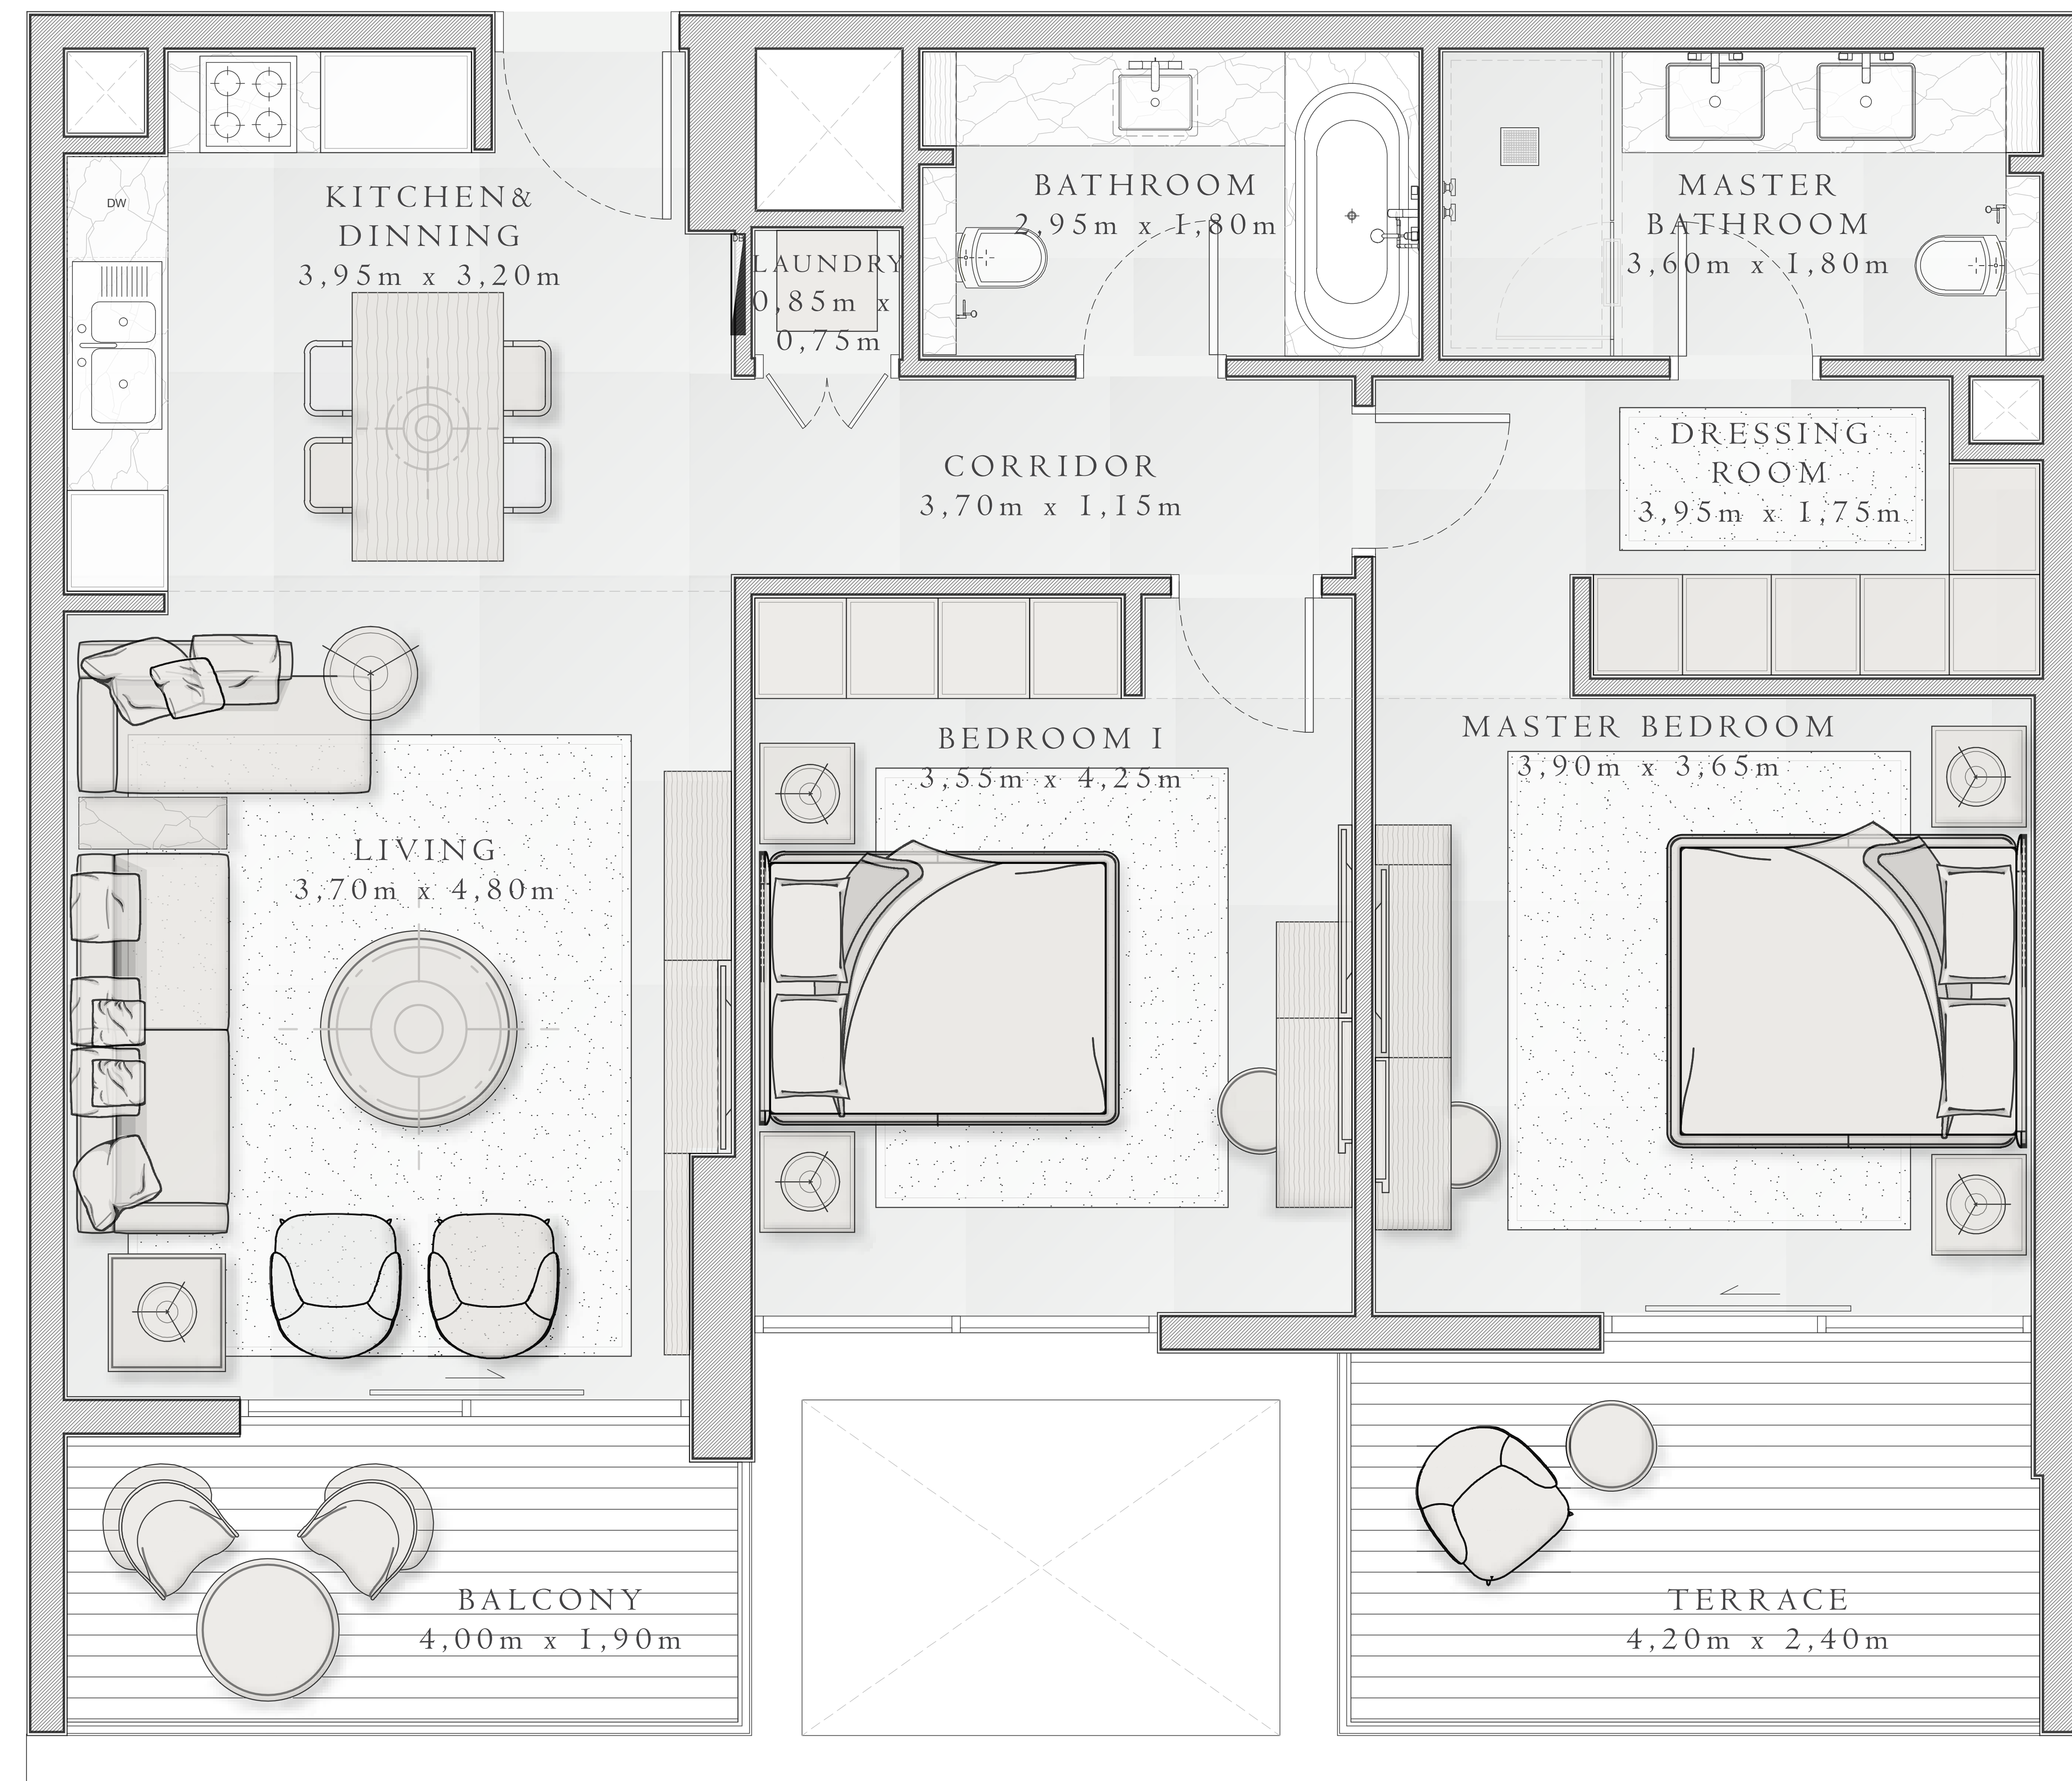 KITCHEN&
DINNING
3,95m x 3,20m
DW
LAUNDRY
0,85m x
0,75m
BATHROOM
2,95m x 1,80m
MASTER
BATHROOM
3,60m x 1,80m
CORRIDOR
3,70m x 1,15m
DRESSING
ROOM
3,95m x 1,75m
BEDROOM 1
3,55m x 4,25m
MASTER BEDROOM
3,90m x 3,65m
LIVING
3,70m x 4,80m
BALCONY
4,00m x 1,90m
TERRACE
4,20m x 2,40m